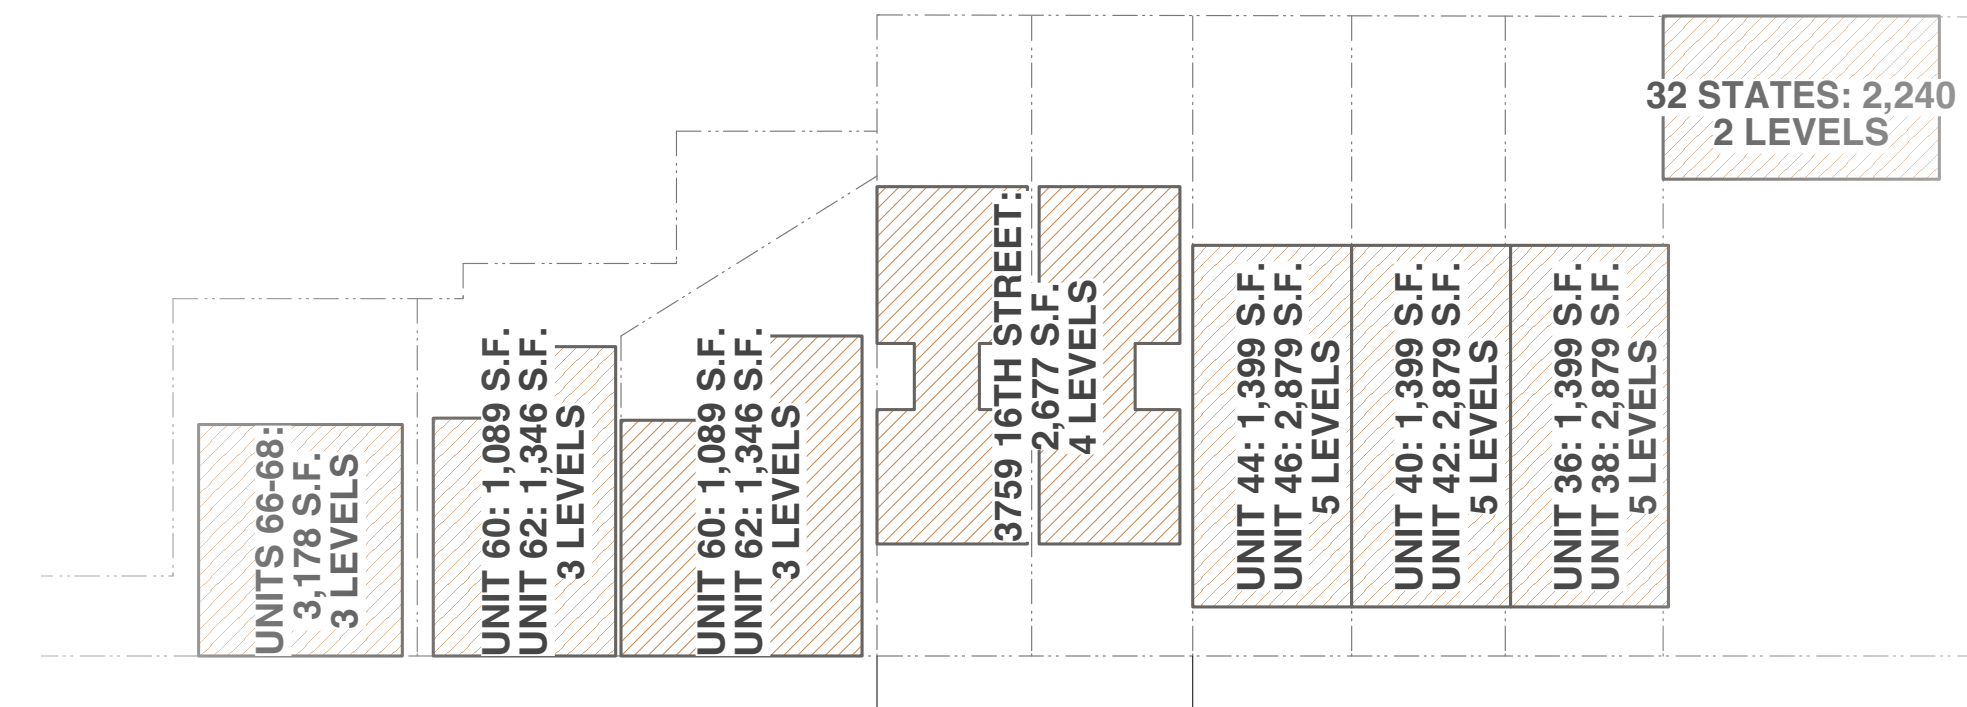 UNITS 66-68:
3,178 S.F.
3 LEVELS
UNIT 60: 1,089 S.F.
UNIT 62: 1,346 S.F.
3 LEVELS
UNIT 60: 1,089 S.F.
UNIT 62: 1,346 S.F.
3 LEVELS
3759 16TH STREET:
2,677 S.F.
4 LEVELS
UNIT 44: 1,399 S.F.
UNIT 46: 2,879 S.F.
5 LEVELS
UNIT 40: 1,399 S.F.
UNIT 42: 2,879 S.F.
5 LEVELS
UNIT 36: 1,399 S.F.
UNIT 38: 2,879 S.F.
5 LEVELS
32 STATES: 2,240
2 LEVELS